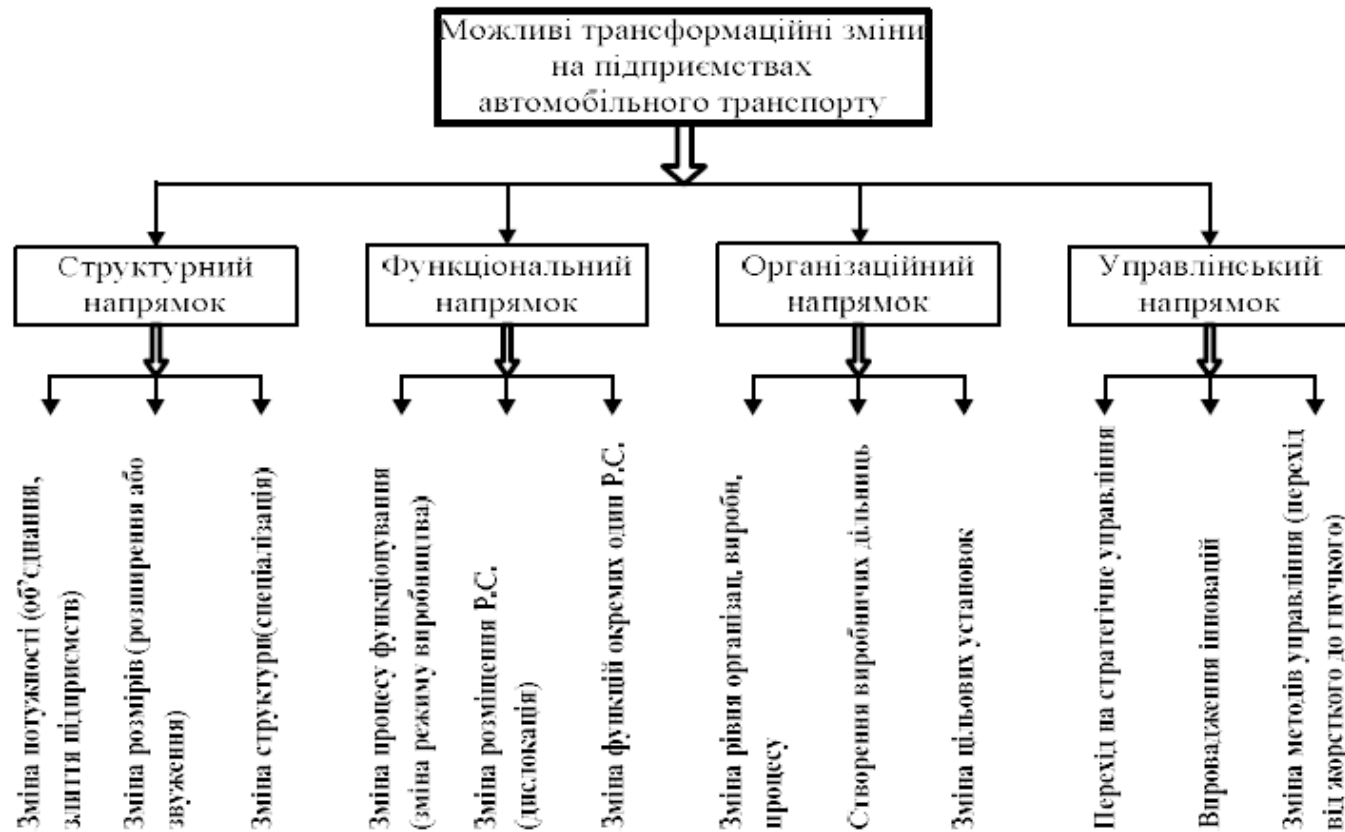 Можливі трансформаційні зміни
на підприємствах
автомобільного транспорту
Структурний
напрямок
Функціональний
напрямок
Організаційний
напрямок
Управлінський
напрямок
Зміна потужності (об’єднання,
злиття підприємств)
Зміна розмірів (розширення або
звуження)
Зміна структури(спеціалізація)
Зміна процесу функціонування
(зміна режиму виробництва)
Зміна розміщення Р.С.
(дислокація)
Зміна функцій окремих один Р.С.
Зміна рівня організац, виробн,
процесу
Створення виробничих дільниць
Зміна цільових установок
Перехід на стратегічне управління
Впровадження інновацій
Зміна методів управління (перехід
від жорсткого до гнучкого)